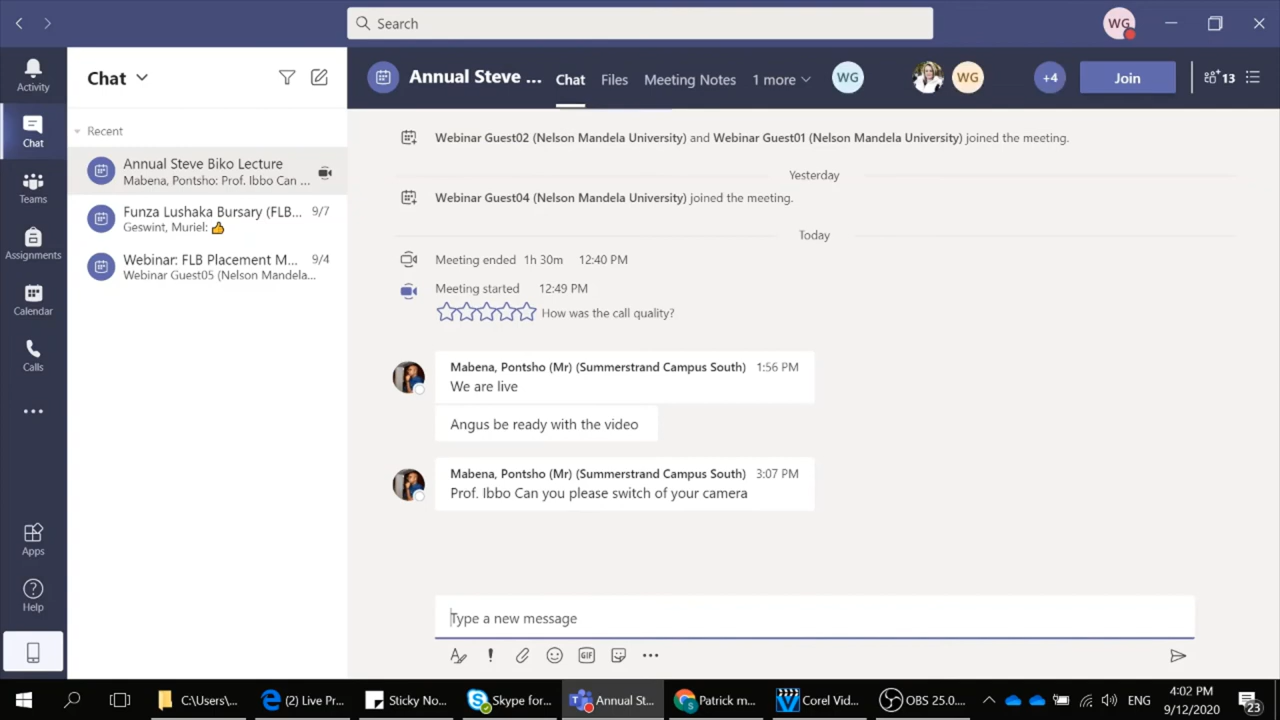 Search
WG
Activity
Chat
Teams
Assignments
Calendar
Calls
Apps
Help
Chat
Recent
Annual Steve Biko Lecture
Mabena, Pontsho: Prof. Ibbo Can ...
Funza Lushaka Bursary (FLB... 9/7
Geswint, Muriel: 👍
Webinar: FLB Placement M... 9/4
Webinar Guest05 (Nelson Mandela...
Annual Steve ... Chat Files Meeting Notes 1 more WG WG +4 Join 13
Webinar Guest02 (Nelson Mandela University) and Webinar Guest01 (Nelson Mandela University) joined the meeting.
Yesterday
Webinar Guest04 (Nelson Mandela University) joined the meeting.
Today
Meeting ended 1h 30m 12:40 PM
Meeting started 12:49 PM
How was the call quality?
Mabena, Pontsho (Mr) (Summerstrand Campus South) 1:56 PM
We are live
Angus be ready with the video
Mabena, Pontsho (Mr) (Summerstrand Campus South) 3:07 PM
Prof. Ibbo Can you please switch of your camera
Type a new message
GIF
C:\Users\... (2) Live Pr... Sticky No... Skype for... Annual St... Patrick m... Corel Vid... OBS 25.0.... ENG 4:02 PM
9/12/2020 23